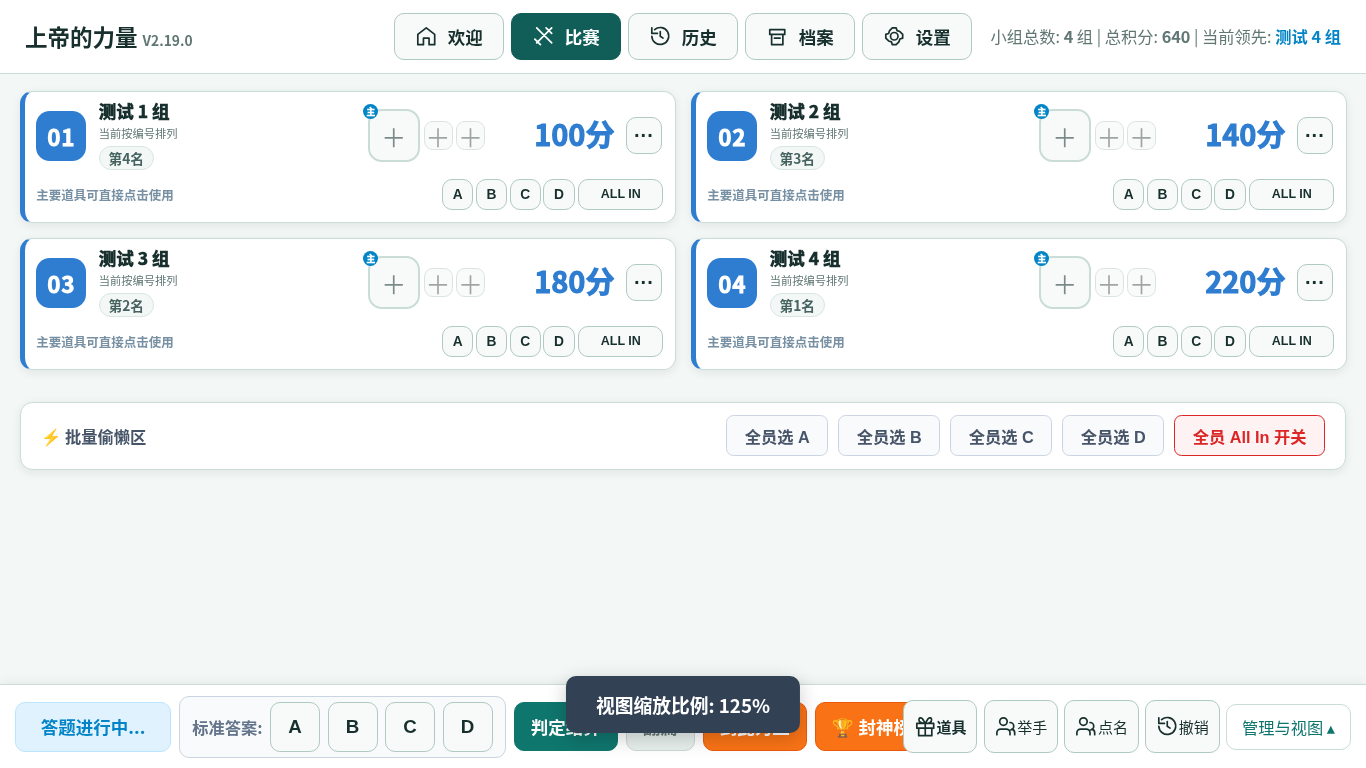 上帝的力量 V2.19.0
欢迎
比赛
历史
档案
设置
小组总数: 4 组 | 总积分: 640 | 当前领先: 测试 4 组
01
测试 1 组
当前按编号排列
第4名
主
100分
...
主要道具可直接点击使用
A B C D ALL IN
02
测试 2 组
当前按编号排列
第3名
主
140分
...
主要道具可直接点击使用
A B C D ALL IN
03
测试 3 组
当前按编号排列
第2名
主
180分
...
主要道具可直接点击使用
A B C D ALL IN
04
测试 4 组
当前按编号排列
第1名
主
220分
...
主要道具可直接点击使用
A B C D ALL IN
⚡ 批量偷懒区
全员选 A
全员选 B
全员选 C
全员选 D
全员 All In 开关
视图缩放比例: 125%
答题进行中...
标准答案: A B C D
判定
🏆 封神
道具
举手
点名
撤销
管理与视图 ▴